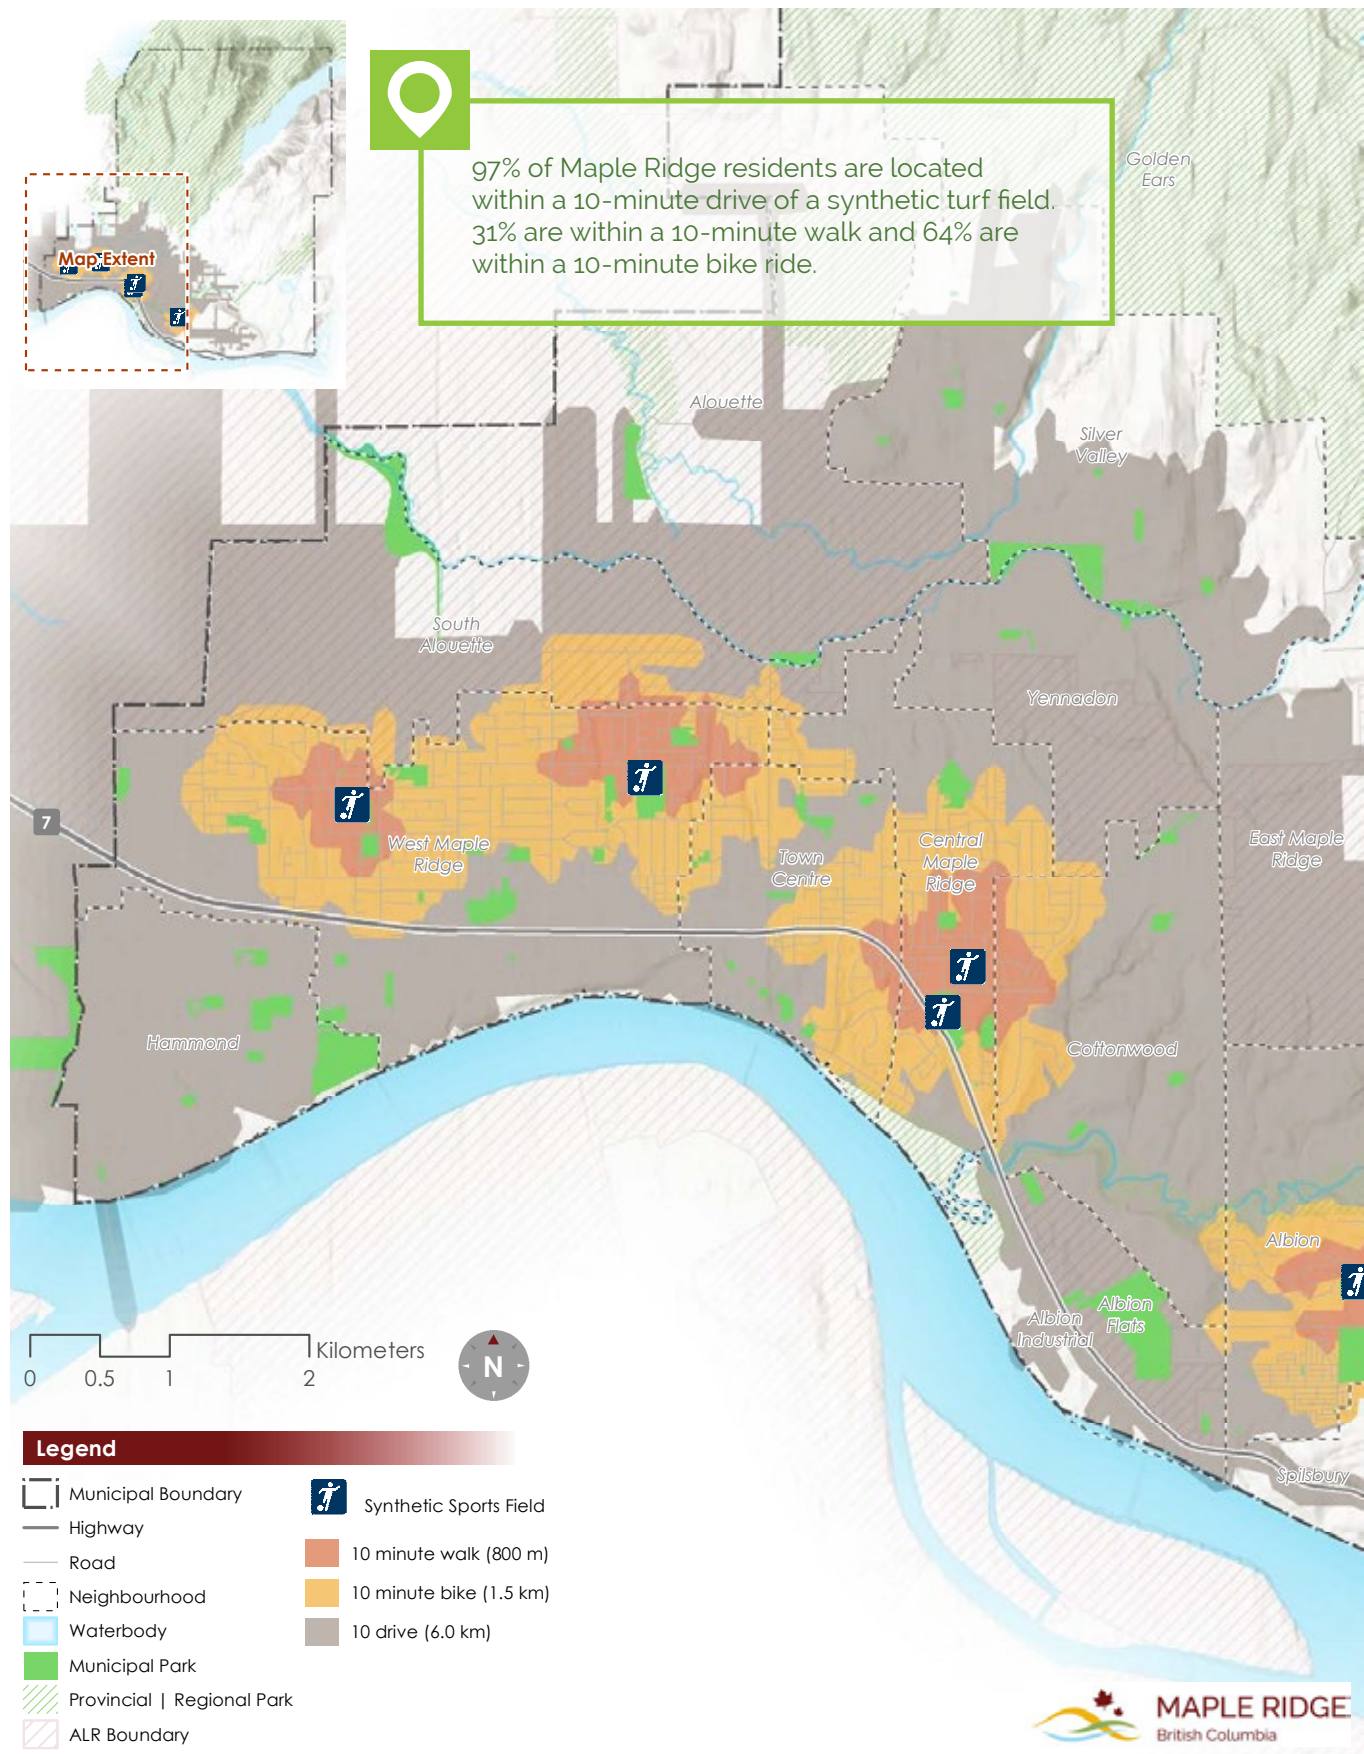 97% of Maple Ridge residents are located
within a 10-minute drive of a synthetic turf field.
31% are within a 10-minute walk and 64% are
within a 10-minute bike ride.
Map Extent
Golden
Ears
Alouette
Silver
Valley
South
Alouette
Yennadon
7
West Maple
Ridge
Town
Centre
Central
Maple
Ridge
East Maple
Ridge
Hammond
Cottonwood
Albion
Albion
Flats
Albion
Industrial
Spilsbury
Kilometers
0 0.5 1 2
N
Legend
Municipal Boundary
Highway
Road
Neighbourhood
Waterbody
Municipal Park
Provincial | Regional Park
ALR Boundary
Synthetic Sports Field
10 minute walk (800 m)
10 minute bike (1.5 km)
10 drive (6.0 km)
MAPLE RIDGE
British Columbia